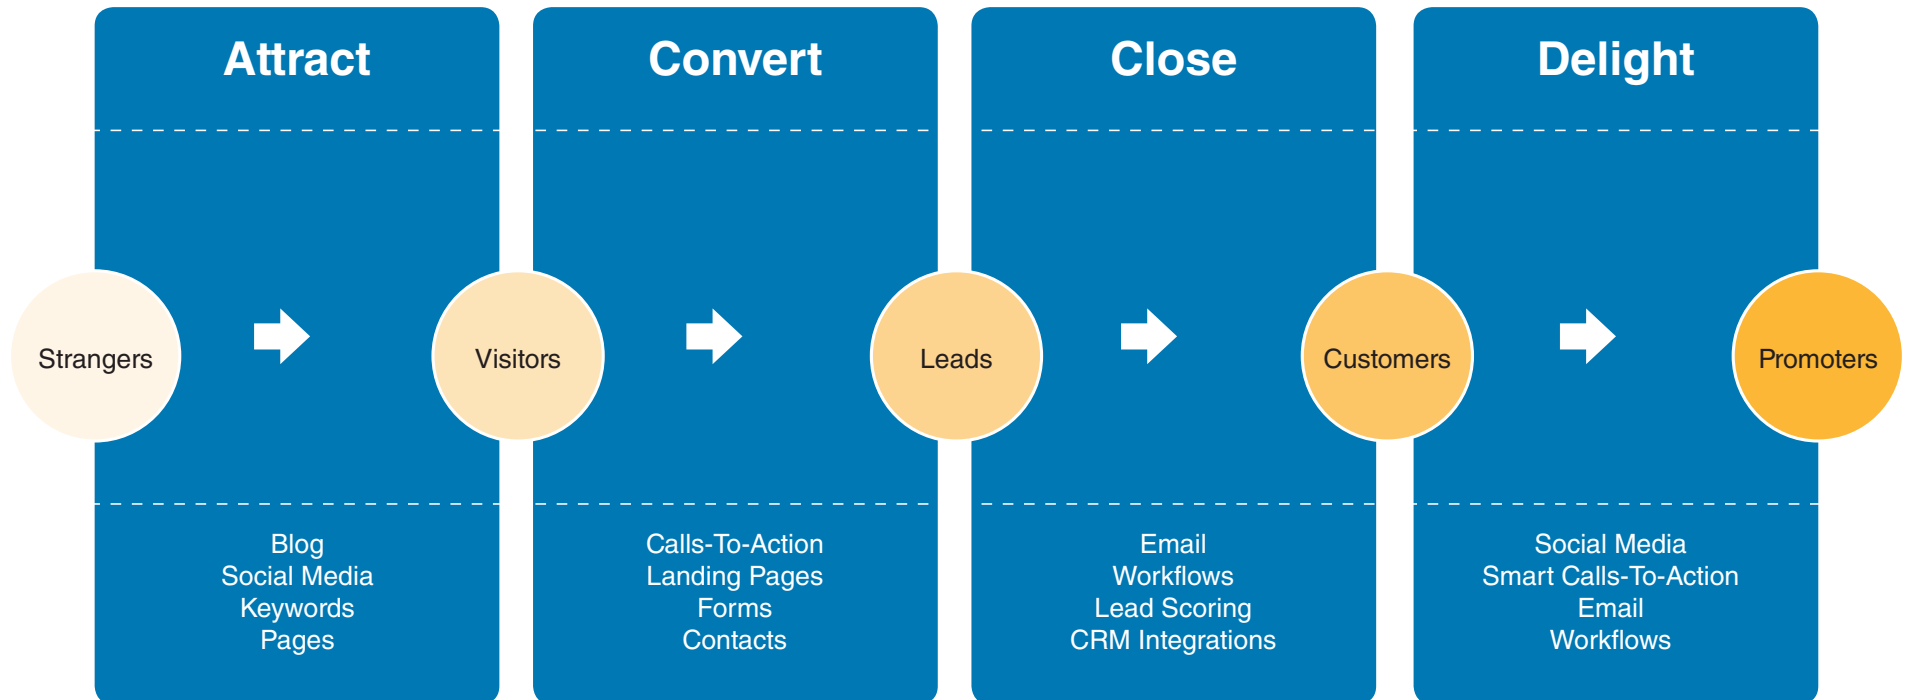 Attract
Convert
Close
Delight
Strangers
Visitors
Leads
Customers
Promoters
Blog
Social Media
Keywords
Pages
Calls-To-Action
Landing Pages
Forms
Contacts
Email
Workflows
Lead Scoring
CRM Integrations
Social Media
Smart Calls-To-Action
Email
Workflows